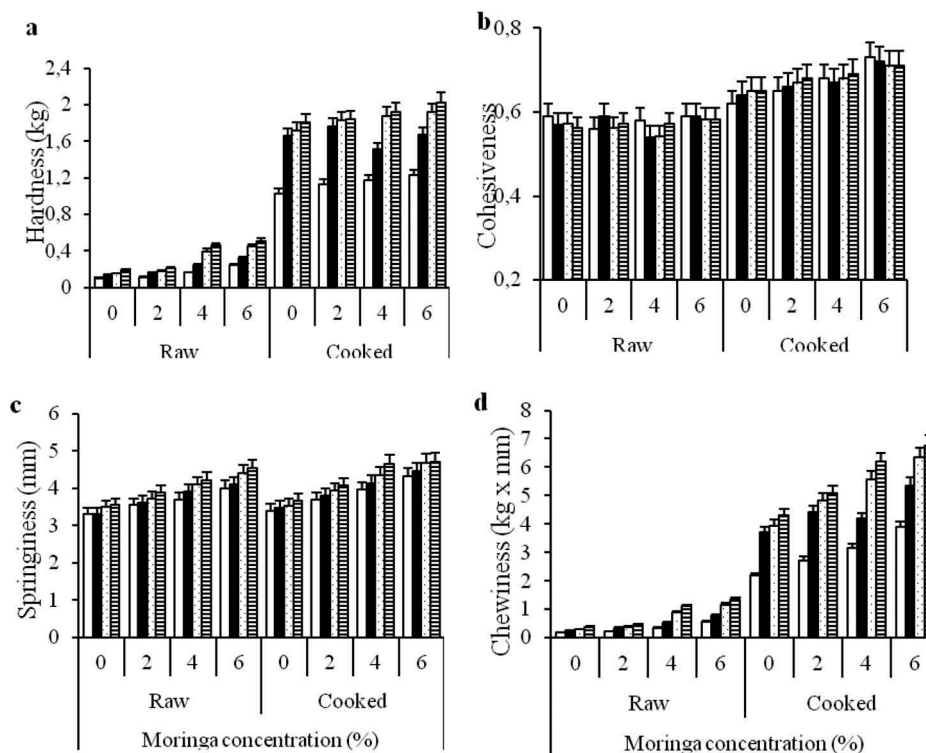 a
Hardness (kg)
2,4
2
1,6
1,2
0,8
0,4
0
0 2 4 6 0 2 4 6
Raw Cooked
b
Cohesiveness
0,8
0,6
0,4
0,2
0 2 4 6 0 2 4 6
Raw Cooked
c
Springiness (mm)
6
5
4
3
2
1
0
0 2 4 6 0 2 4 6
Raw Cooked
Moringa concentration (%)
d
Chewiness (kg x mm)
8
7
6
5
4
3
2
1
0
0 2 4 6 0 2 4 6
Raw Cooked
Moringa concentration (%)